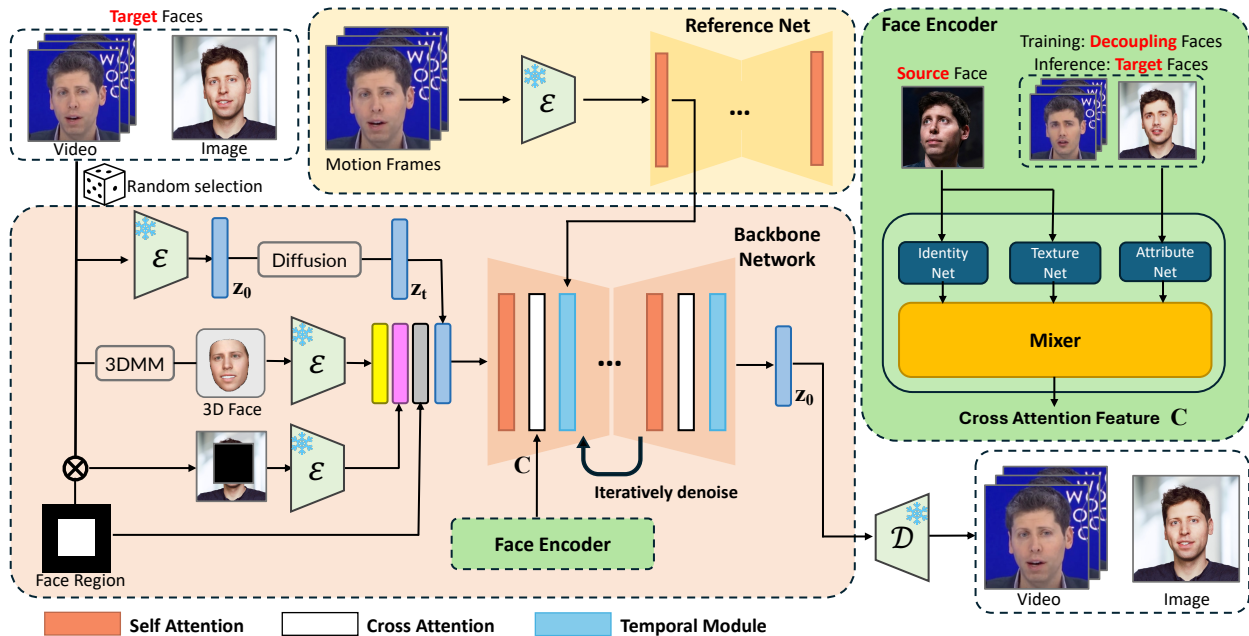 Target Faces
Video
Image
Random selection
Reference Net
ε
...
Motion Frames
Face Encoder
Training: Decoupling Faces
Inference: Target Faces
Source Face
Identity
Net
Texture
Net
Attribute
Net
Mixer
Cross Attention Feature C
Backbone
Network
ε
z0
Diffusion
zt
3DMM
3D Face
ε
ε
Face Region
...
C
Iteratively denoise
Face Encoder
z0
D
Video
Image
Self Attention
Cross Attention
Temporal Module